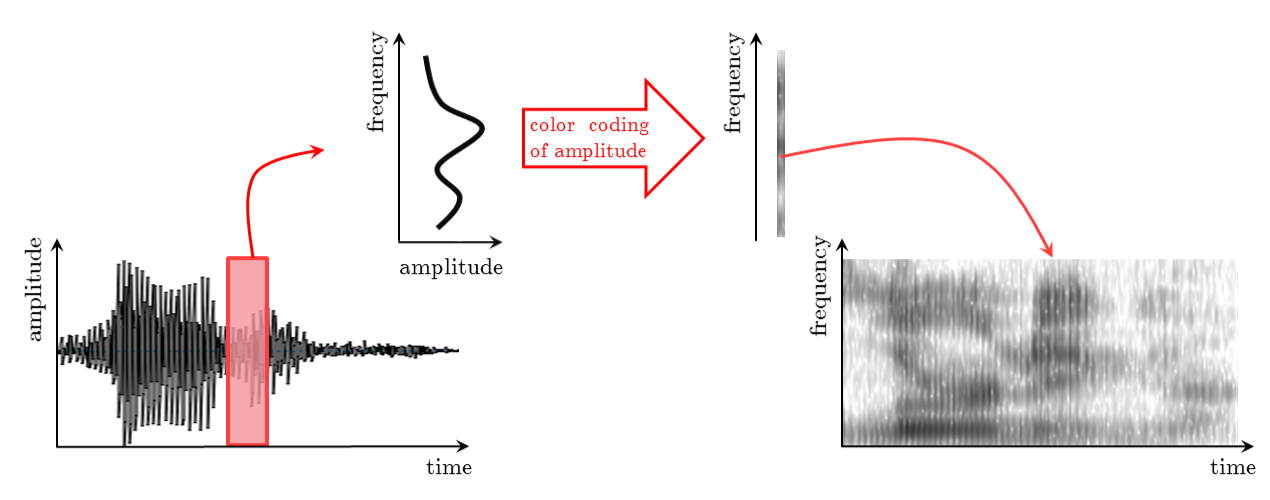 amplitude
time
frequency
amplitude
color coding
of amplitude
frequency
frequency
time